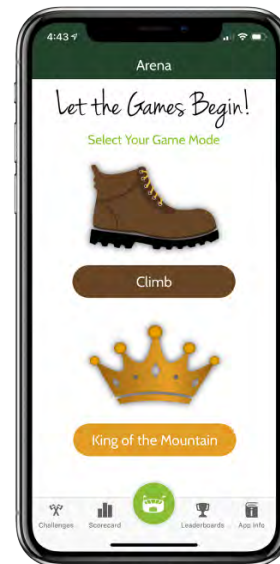 4:43
Arena
Let the Games Begin!
Select Your Game Mode
Climb
King of the Mountain
Challenges
Scorecard
Leaderboards
App Info